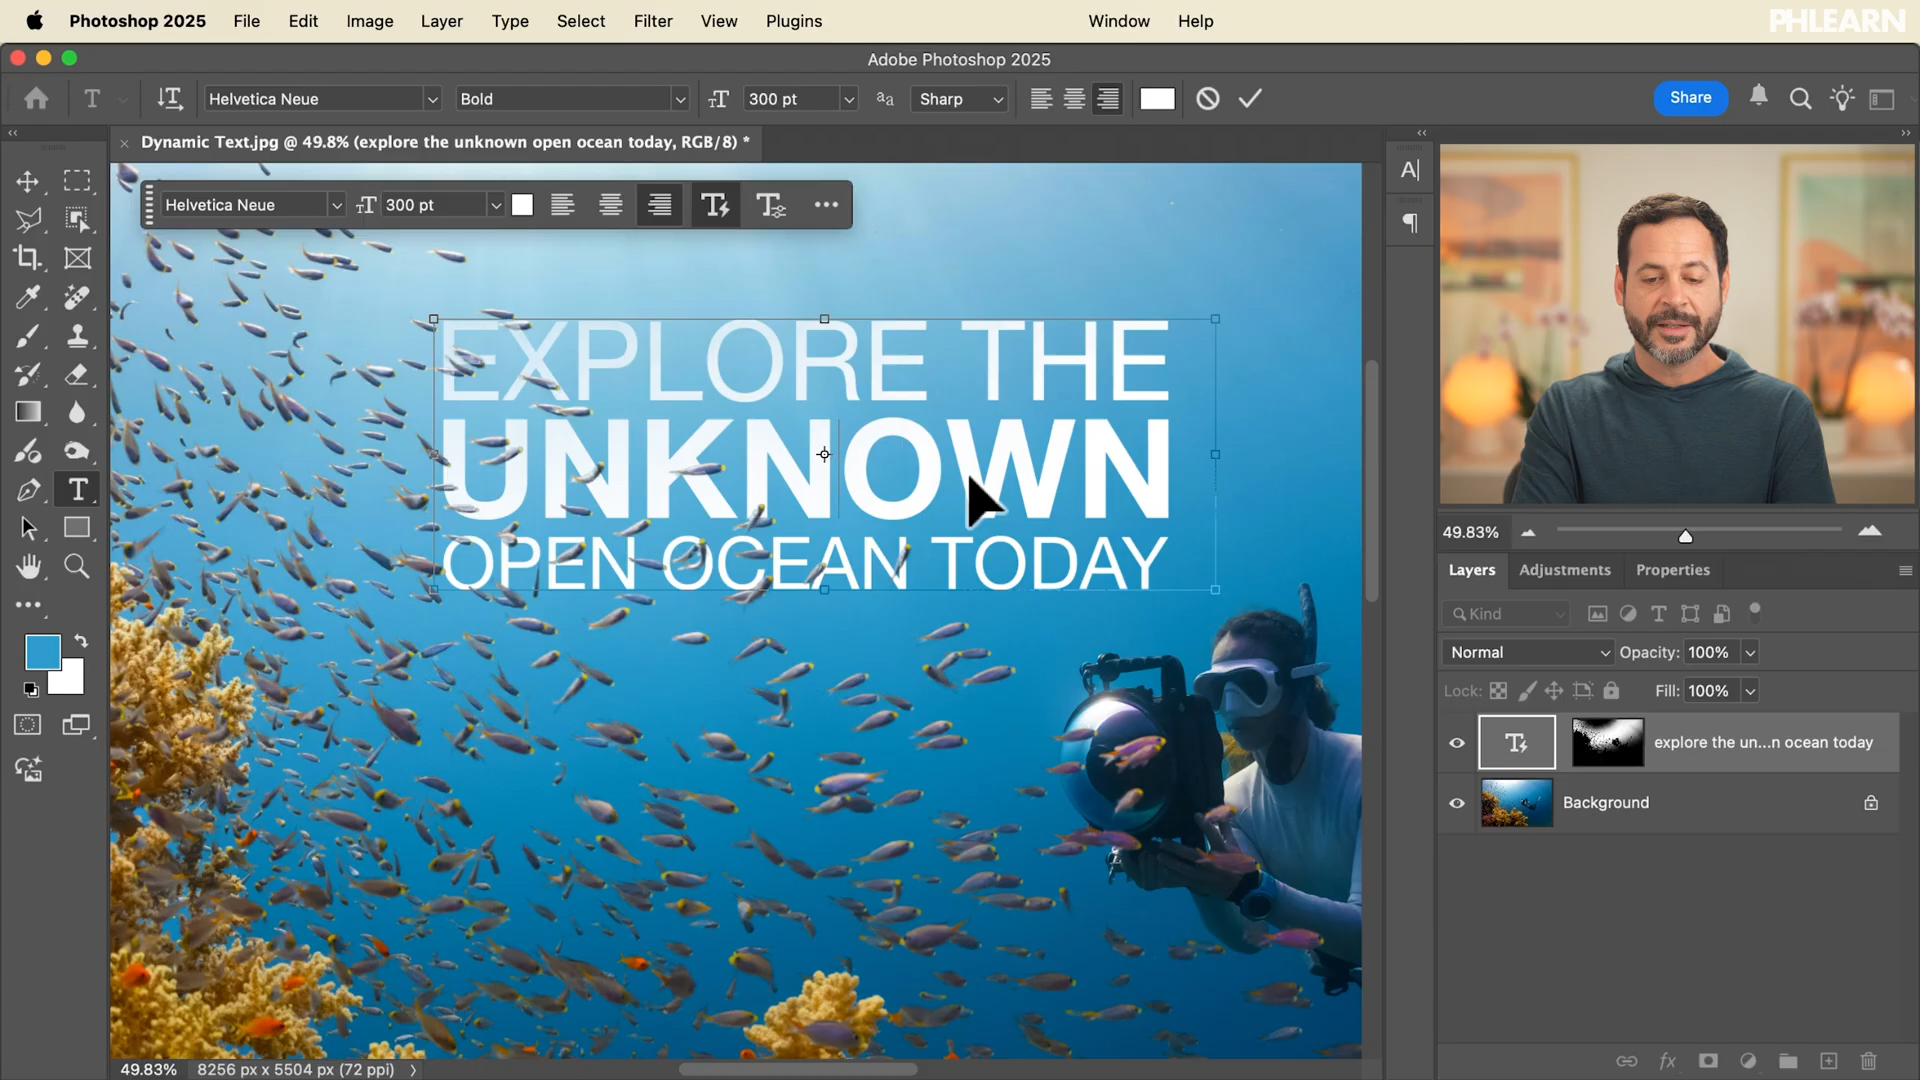 Photoshop 2025 File Edit Image Layer Type Select Filter View Plugins Window Help PHLEARN
Adobe Photoshop 2025
Helvetica Neue Bold 300 pt Sharp Share
Dynamic Text.jpg @ 49.8% (explore the unknown open ocean today, RGB/8) *
Helvetica Neue 300 pt
EXPLORE THE
UNKNOWN
OPEN OCEAN TODAY
49.83%
Layers Adjustments Properties
Kind
Normal Opacity: 100%
Lock: Fill: 100%
explore the un...n ocean today
Background
49.83% 8256 px x 5504 px (72 ppi)